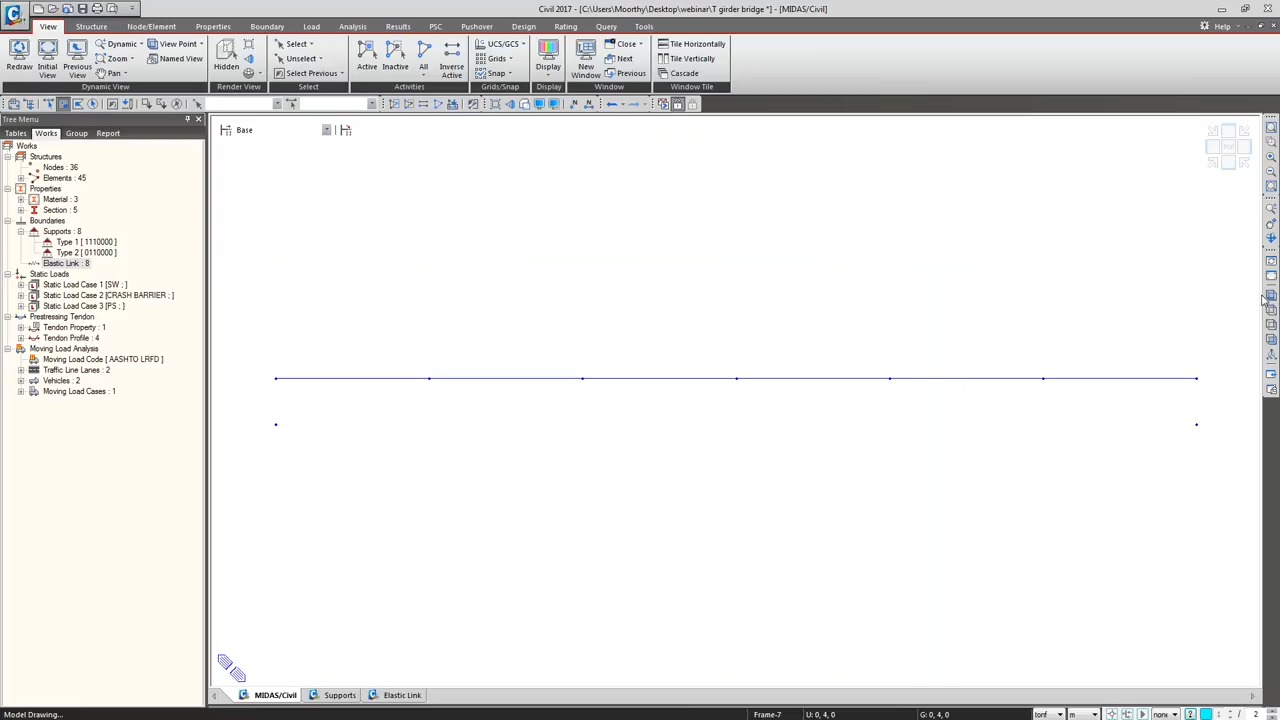 Civil 2017 - [C:\Users\Moorthy\Desktop\webinar\T girder bridge *] - [MIDAS/Civil]
View Structure Node/Element Properties Boundary Load Analysis Results PSC Pushover Design Rating Query Tools Help
Redraw Initial View Previous View Dynamic Zoom Pan View Point Named View
Hidden
Select Unselect Select Previous
Active Inactive All Inverse Active
UCS/GCS Grids Snap Display
New Window Close Next Previous
Tile Horizontally Tile Vertically Cascade
Dynamic View Render View Select Activities Grids/Snap Display Window Window Tile
Tree Menu
Tables Works Group Report
Base
TOP
Works
Structures
Nodes : 36
Elements : 45
Properties
Material : 3
Section : 5
Boundaries
Supports : 8
Type 1 [ 1110000 ]
Type 2 [ 0110000 ]
Elastic Link : 8
Static Loads
Static Load Case 1 [SW ; ]
Static Load Case 2 [CRASH BARRIER ; ]
Static Load Case 3 [PS ; ]
Prestressing Tendon
Tendon Property : 1
Tendon Profile : 4
Moving Load Analysis
Moving Load Code [ AASHTO LRFD ]
Traffic Line Lanes : 2
Vehicles : 2
Moving Load Cases : 1
MIDAS/Civil Supports Elastic Link
Model Drawing... Frame-7 U: 0, 4, 0 G: 0, 4, 0 tonf m none 1 / 2